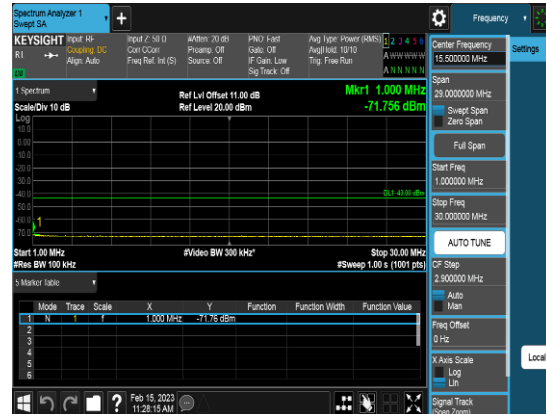 Spectrum Analyzer 1
Swept SA
+
Frequency
KEYSIGHT
R1
Input: RF
Coupling: DC
Align: Auto
Input Z: 50 Ω
Corr CCorr
Freq Ref: Int (S)
#Atten: 20 dB
Preamp: Off
Source: Off
PNO: Fast
Gate: Off
IF Gain: Low
Sig Track: Off
Avg Type: Power (RMS)
Avg|Hold: 10/10
Trig: Free Run
1 2 3 4 5 6
A W W W W W
A N N N N N
Settings
1 Spectrum
Scale/Div 10 dB
Ref Lvl Offset 11.00 dB
Ref Level 20.00 dBm
Mkr1 1.000 MHz
-71.756 dBm
Log
10.0
0.00
-10.0
-20.0
-30.0
-40.0
-50.0
-60.0
-70.0
DL1 -43.00 dBm
1
Start 1.00 MHz
#Res BW 100 kHz
#Video BW 300 kHz*
Stop 30.00 MHz
#Sweep 1.00 s (1001 pts)
5 Marker Table
Mode Trace Scale X Y Function Function Width Function Value
1 N 1 f 1.000 MHz -71.76 dBm
2
3
4
5
6
Center Frequency
15.500000 MHz
Span
29.0000000 MHz
Swept Span
Zero Span
Full Span
Start Freq
1.000000 MHz
Stop Freq
30.000000 MHz
AUTO TUNE
CF Step
2.900000 MHz
Auto
Man
Freq Offset
0 Hz
X Axis Scale
Log
Lin
Signal Track
(Span Zoom)
Local
?
Feb 15, 2023
11:28:15 AM